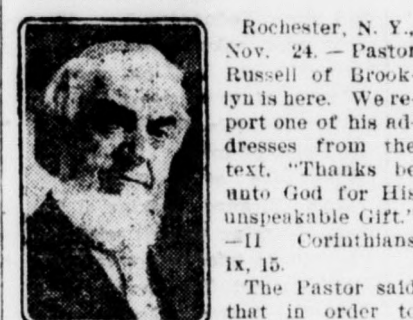 Rochester, N. Y.,
Nov. 24. — Pastor
Russell of Brook-
lyn is here. We re-
port one of his ad-
dresses from the
text, "Thanks be
unto God for His
unspeakable Gift."
—II Corinthians
ix, 15.
The Pastor said
that in order to